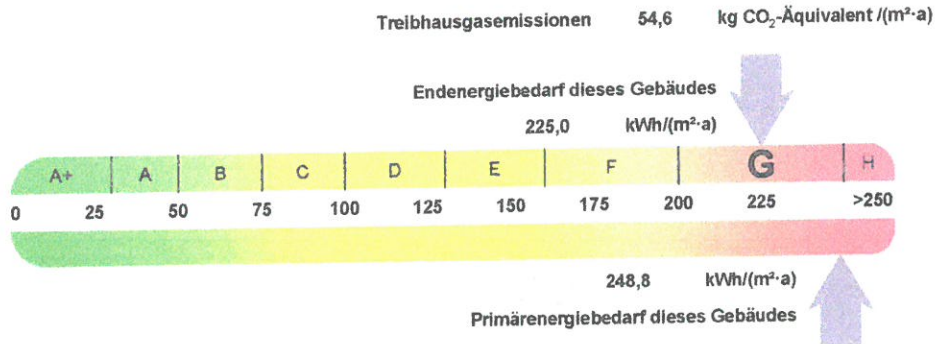 Treibhausgasemissionen 54,6 kg CO₂-Äquivalent /(m²·a)
Endenergiebedarf dieses Gebäudes
225,0 kWh/(m²·a)
A+ A B C D E F G H
0 25 50 75 100 125 150 175 200 225 >250
248,8 kWh/(m²·a)
Primärenergiebedarf dieses Gebäudes